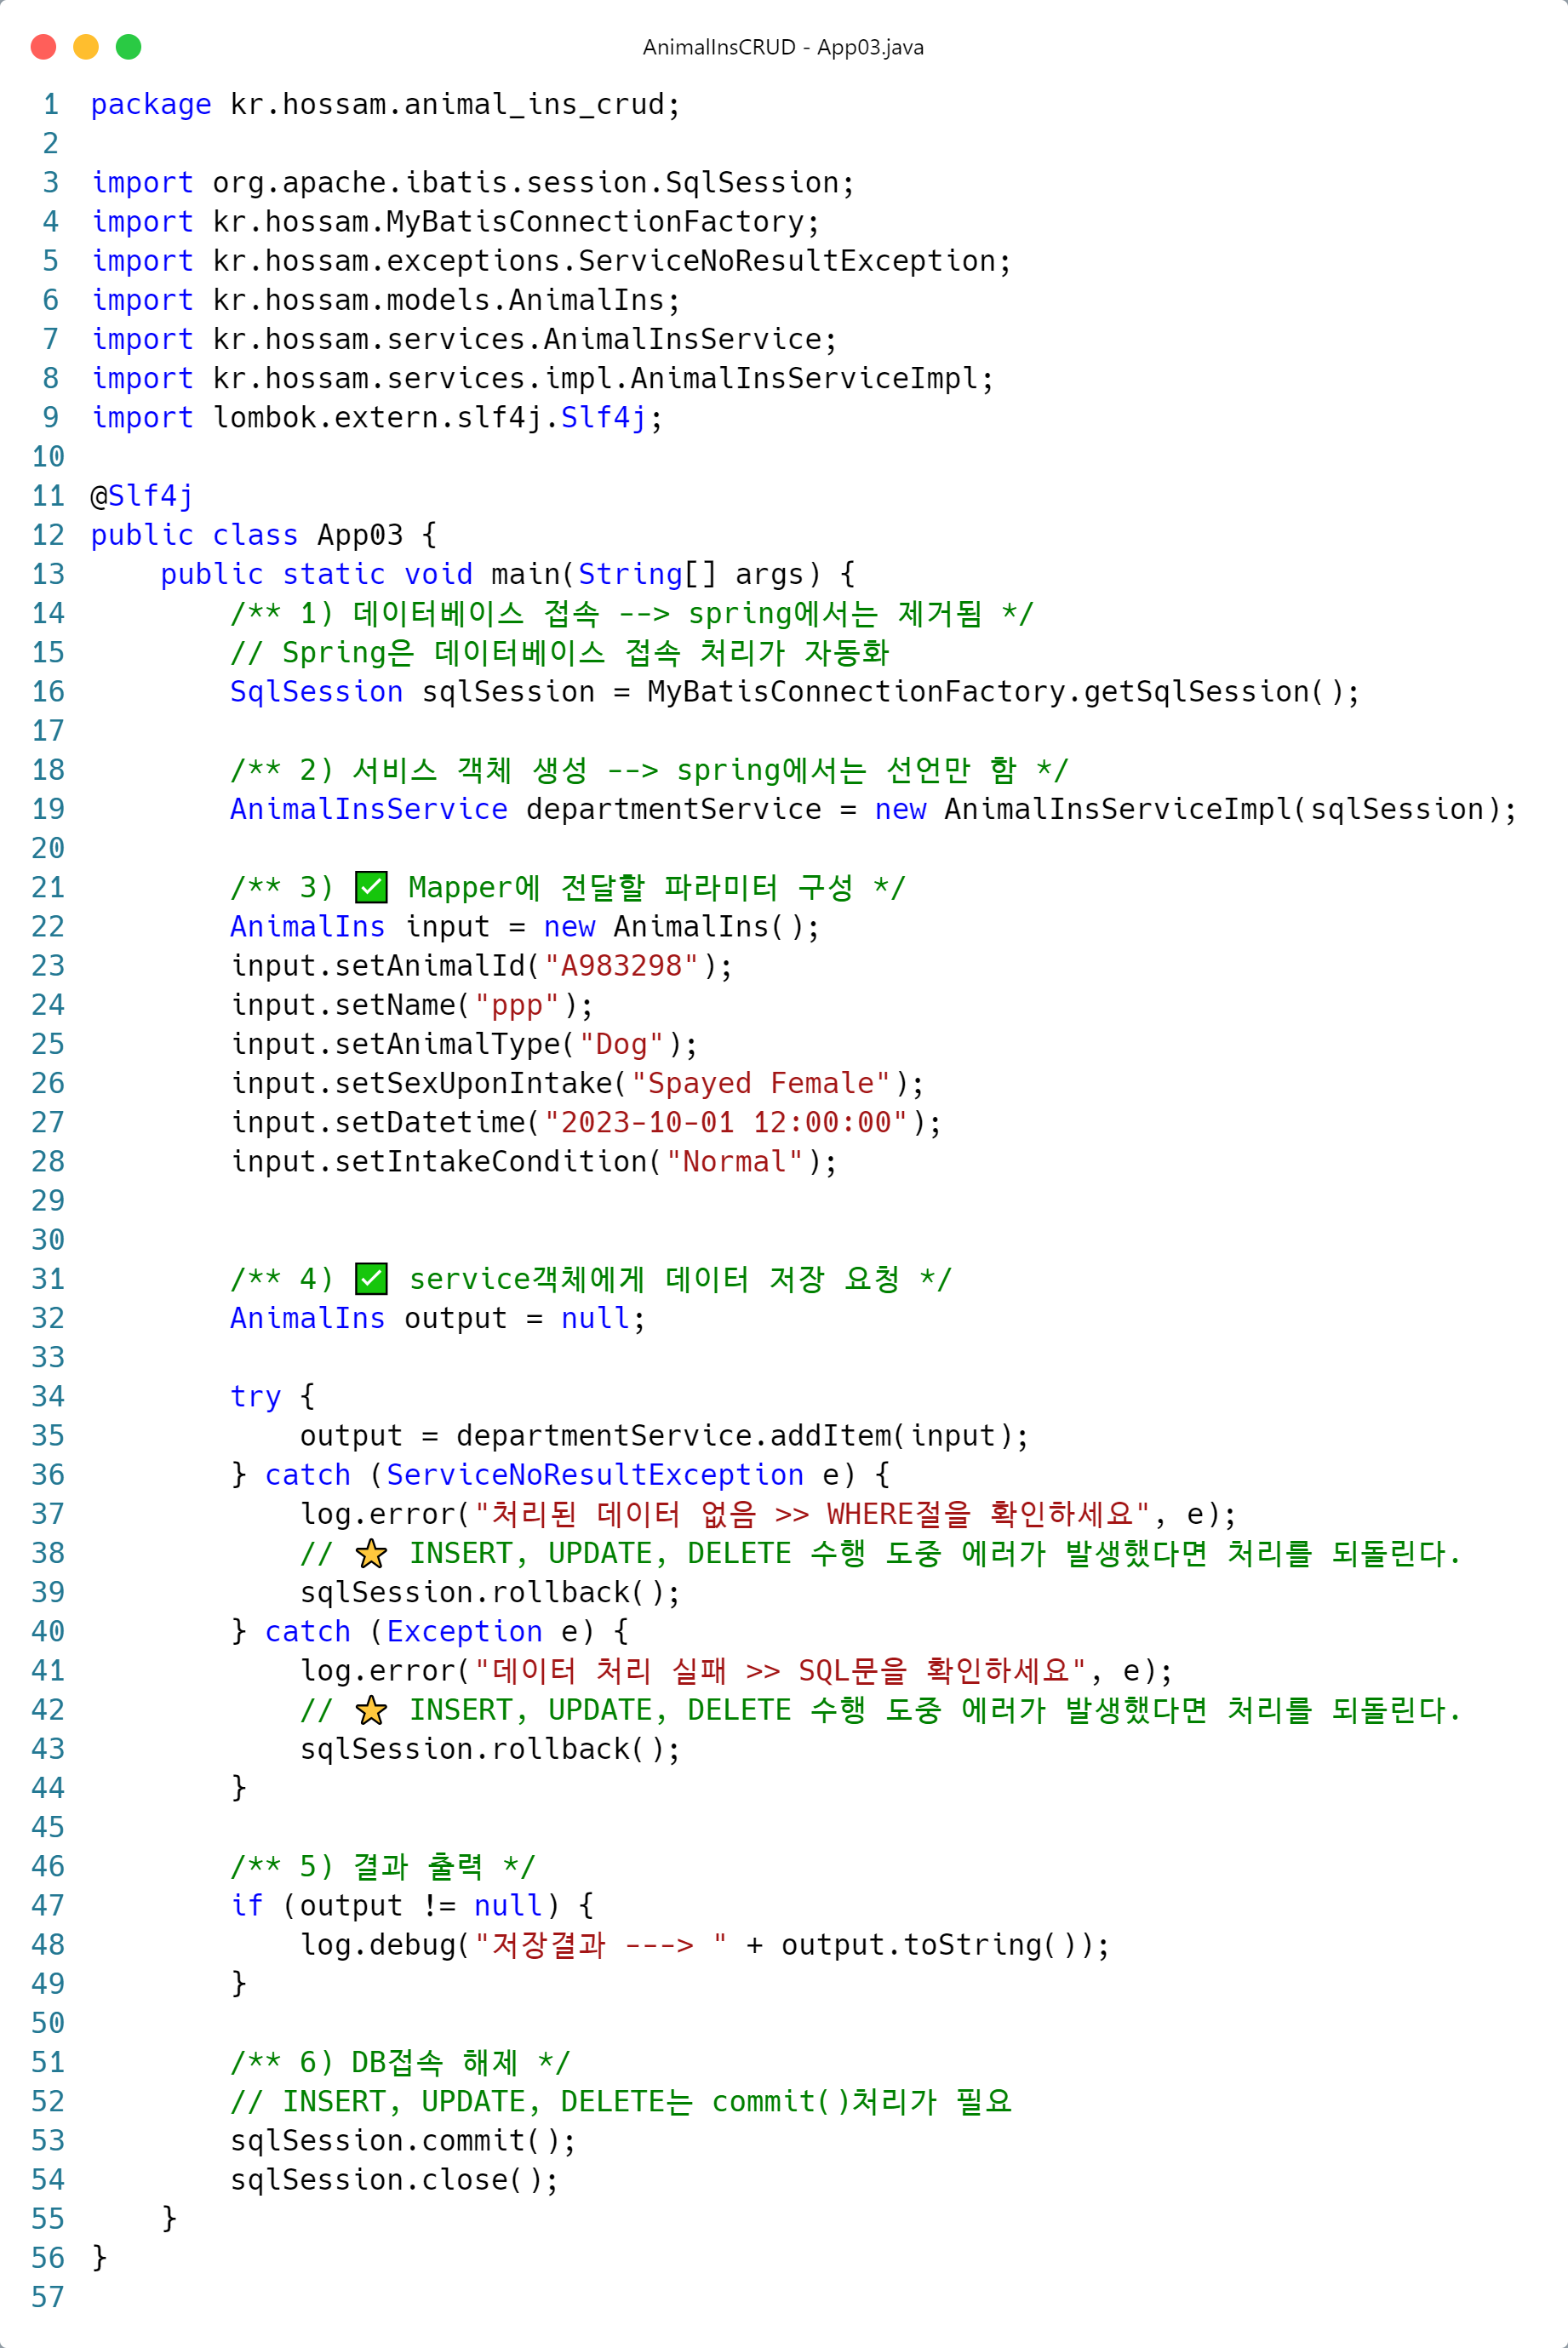 AnimalInsCRUD - App03.java
1 package kr.hossam.animal_ins_crud;
2
3 import org.apache.ibatis.session.SqlSession;
4 import kr.hossam.MyBatisConnectionFactory;
5 import kr.hossam.exceptions.ServiceNoResultException;
6 import kr.hossam.models.AnimalIns;
7 import kr.hossam.services.AnimalInsService;
8 import kr.hossam.services.impl.AnimalInsServiceImpl;
9 import lombok.extern.slf4j.Slf4j;
10
11 @Slf4j
12 public class App03 {
13     public static void main(String[] args) {
14         /** 1) 데이터베이스 접속 --> spring에서는 제거됨 */
15         // Spring은 데이터베이스 접속 처리가 자동화
16         SqlSession sqlSession = MyBatisConnectionFactory.getSqlSession();
17
18         /** 2) 서비스 객체 생성 --> spring에서는 선언만 함 */
19         AnimalInsService departmentService = new AnimalInsServiceImpl(sqlSession);
20
21         /** 3) ✅ Mapper에 전달할 파라미터 구성 */
22         AnimalIns input = new AnimalIns();
23         input.setAnimalId("A983298");
24         input.setName("ppp");
25         input.setAnimalType("Dog");
26         input.setSexUponIntake("Spayed Female");
27         input.setDatetime("2023-10-01 12:00:00");
28         input.setIntakeCondition("Normal");
29
30
31         /** 4) ✅ service객체에게 데이터 저장 요청 */
32         AnimalIns output = null;
33
34         try {
35             output = departmentService.addItem(input);
36         } catch (ServiceNoResultException e) {
37             log.error("처리된 데이터 없음 >> WHERE절을 확인하세요", e);
38             // ⭐ INSERT, UPDATE, DELETE 수행 도중 에러가 발생했다면 처리를 되돌린다.
39             sqlSession.rollback();
40         } catch (Exception e) {
41             log.error("데이터 처리 실패 >> SQL문을 확인하세요", e);
42             // ⭐ INSERT, UPDATE, DELETE 수행 도중 에러가 발생했다면 처리를 되돌린다.
43             sqlSession.rollback();
44         }
45
46         /** 5) 결과 출력 */
47         if (output != null) {
48             log.debug("저장결과 ---> " + output.toString());
49         }
50
51         /** 6) DB접속 해제 */
52         // INSERT, UPDATE, DELETE는 commit()처리가 필요
53         sqlSession.commit();
54         sqlSession.close();
55     }
56 }
57